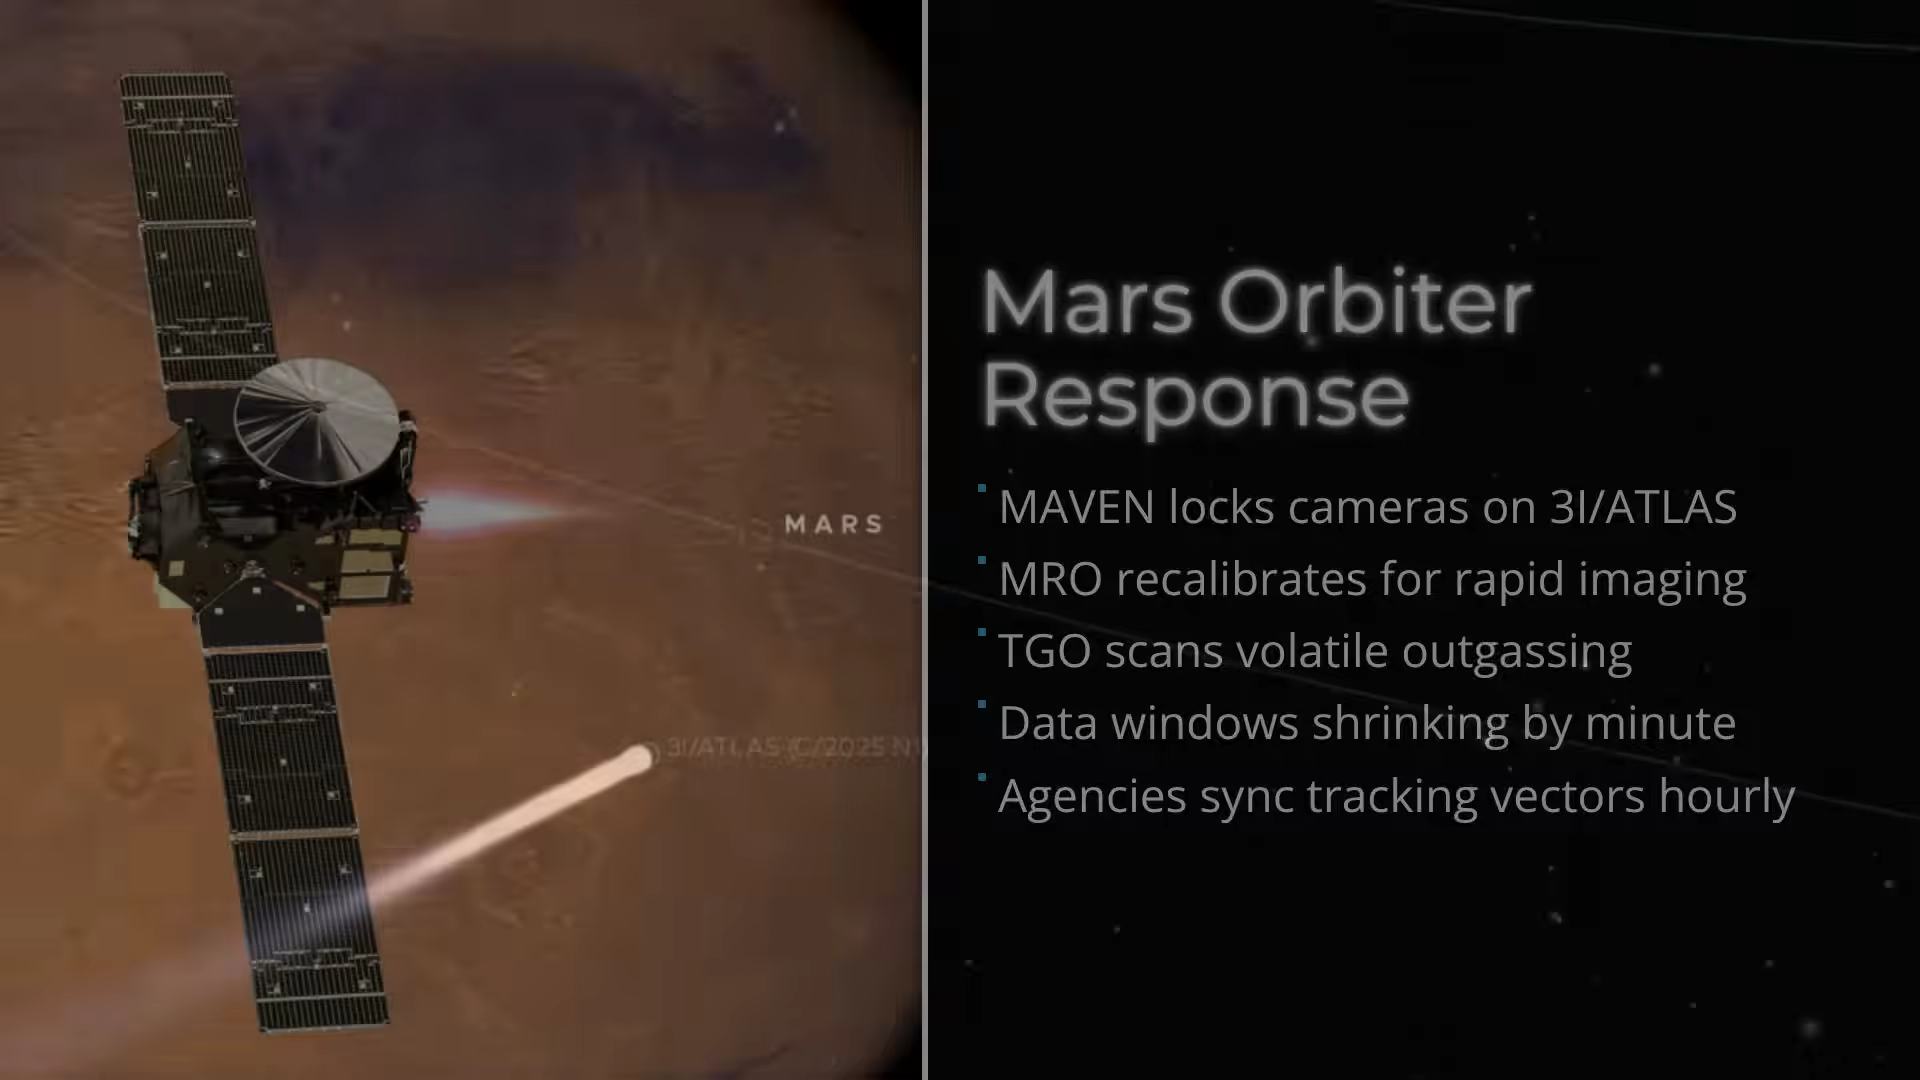 Mars Orbiter
Response
MARS
MAVEN locks cameras on 3I/ATLAS
MRO recalibrates for rapid imaging
TGO scans volatile outgassing
Data windows shrinking by minute
3I/ATLAS (C/2025 N1
Agencies sync tracking vectors hourly